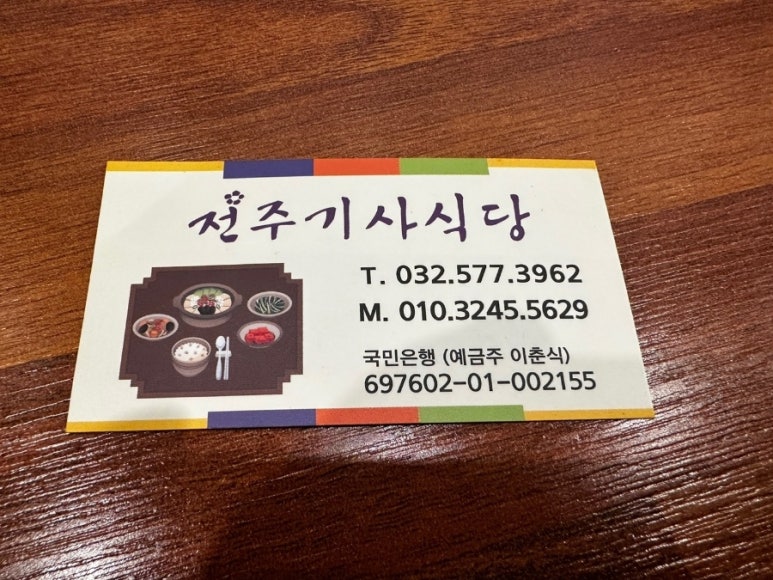 전주기사식당
T. 032.577.3962
M. 010.3245.5629
국민은행 (예금주 이춘식)
697602-01-002155